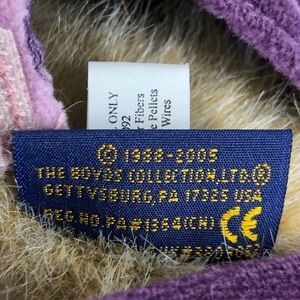 ONLY
Fibers
Pellets
Wires
© 1988-2005
THE BOYDS COLLECTION,LTD.®
GETTYSBURG,PA 17325 USA
REG.NO.PA#1364(CN) CE